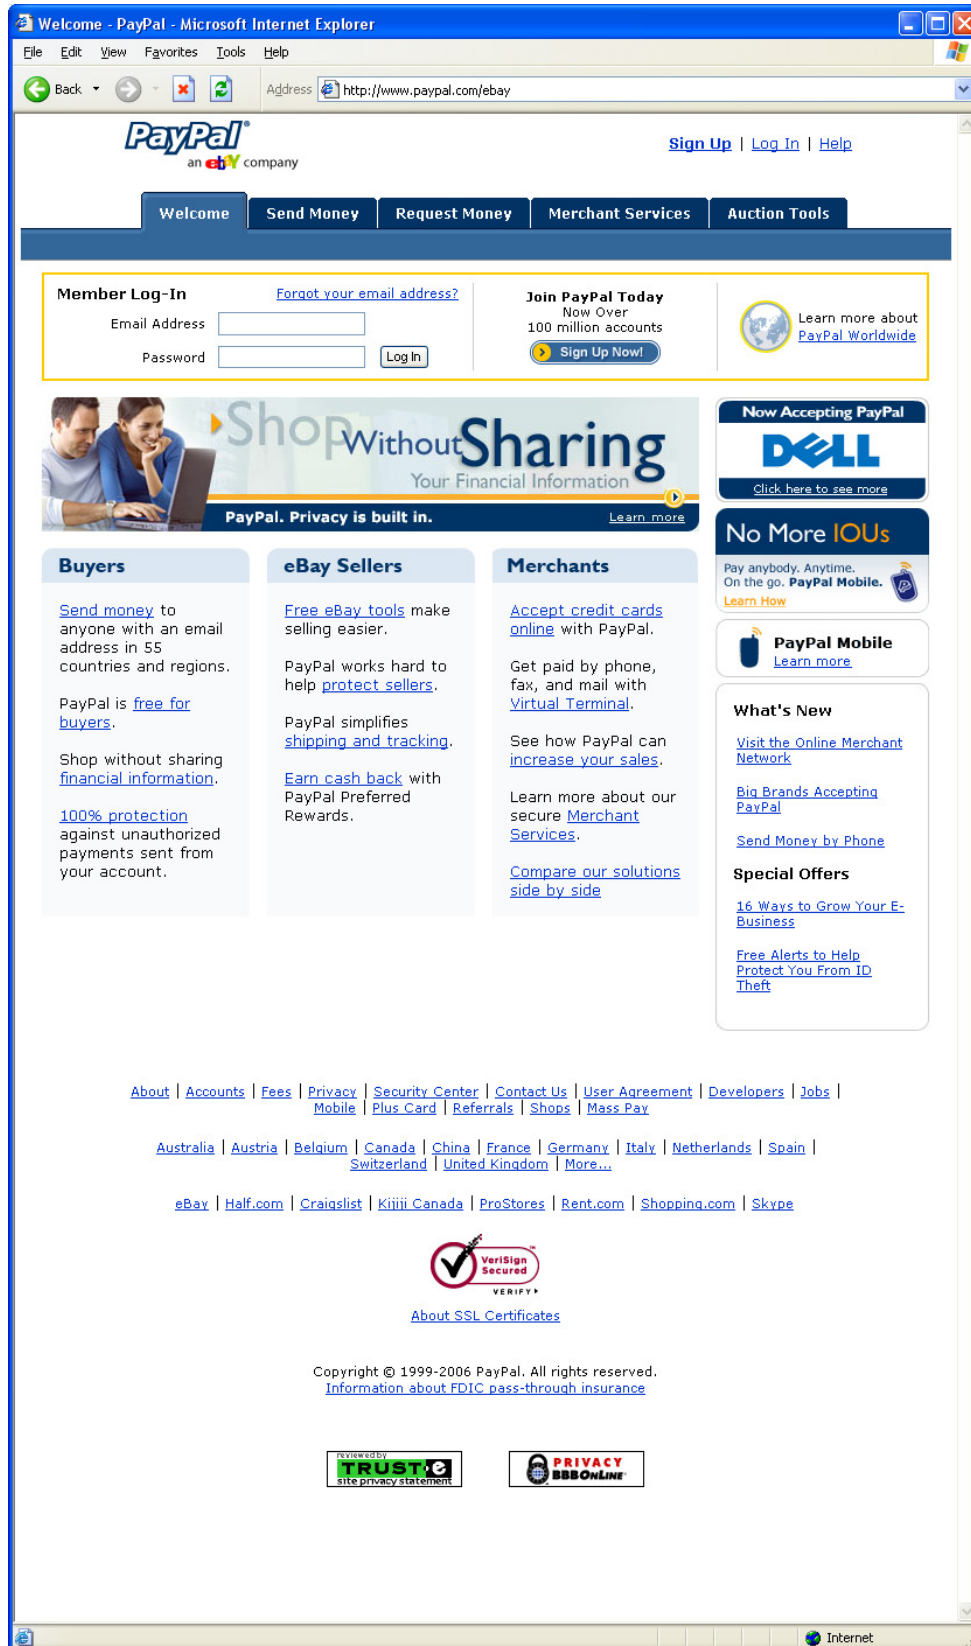 Welcome - PayPal - Microsoft Internet Explorer
File Edit View Favorites Tools Help
Back Address http://www.paypal.com/ebay
PayPal®
an ebay company
Sign Up | Log In | Help
Welcome Send Money Request Money Merchant Services Auction Tools
Member Log-In Forgot your email address?
Email Address
Password Log In
Join PayPal Today
Now Over
100 million accounts
Sign Up Now!
Learn more about
PayPal Worldwide
Shop Without Sharing
Your Financial Information
PayPal. Privacy is built in. Learn more
Now Accepting PayPal
DELL
Click here to see more
No More IOUs
Pay anybody. Anytime.
On the go. PayPal Mobile.
Learn How
PayPal Mobile
Learn more
Buyers
Send money to
anyone with an email
address in 55
countries and regions.
PayPal is free for
buyers.
Shop without sharing
financial information.
100% protection
against unauthorized
payments sent from
your account.
eBay Sellers
Free eBay tools make
selling easier.
PayPal works hard to
help protect sellers.
PayPal simplifies
shipping and tracking.
Earn cash back with
PayPal Preferred
Rewards.
Merchants
Accept credit cards
online with PayPal.
Get paid by phone,
fax, and mail with
Virtual Terminal.
See how PayPal can
increase your sales.
Learn more about our
secure Merchant
Services.
Compare our solutions
side by side
What's New
Visit the Online Merchant
Network
Big Brands Accepting
PayPal
Send Money by Phone
Special Offers
16 Ways to Grow Your E-
Business
Free Alerts to Help
Protect You From ID
Theft
About | Accounts | Fees | Privacy | Security Center | Contact Us | User Agreement | Developers | Jobs |
Mobile | Plus Card | Referrals | Shops | Mass Pay
Australia | Austria | Belgium | Canada | China | France | Germany | Italy | Netherlands | Spain |
Switzerland | United Kingdom | More...
eBay | Half.com | Craigslist | Kijiji Canada | ProStores | Rent.com | Shopping.com | Skype
VeriSign™
Secured
VERIFY
About SSL Certificates
Copyright © 1999-2006 PayPal. All rights reserved.
Information about FDIC pass-through insurance
reviewed by
TRUSTe
site privacy statement
PRIVACY
BBBONLINE
Internet